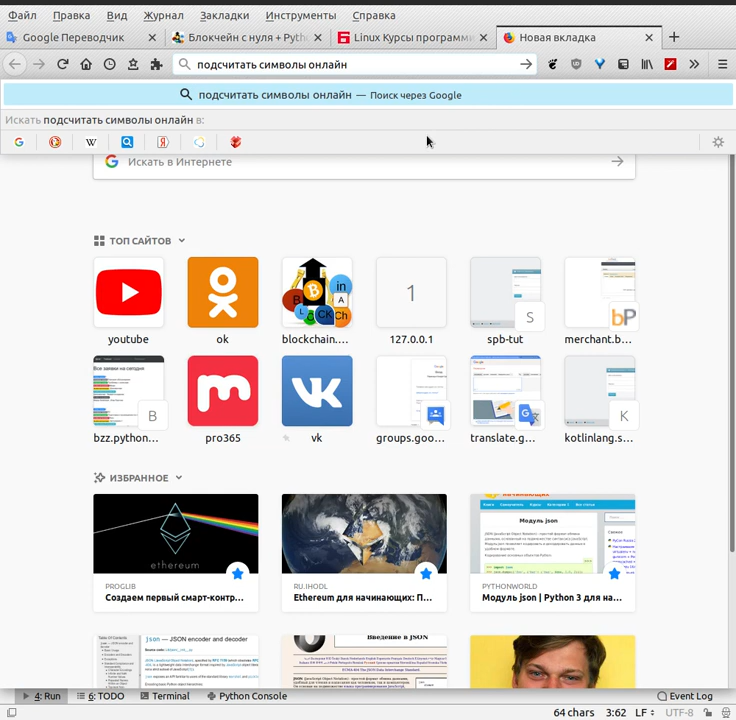 Файл Правка Вид Журнал Закладки Инструменты Справка
Google Переводчик Блокчейн с нуля + Pyth Linux Курсы программи Новая вкладка
подсчитать символы онлайн
подсчитать символы онлайн — Поиск через Google
Искать подсчитать символы онлайн в:
Искать в Интернете
ТОП САЙТОВ
youtube ok blockchain.... 127.0.0.1 spb-tut merchant.b...
bzz.python... pro365 vk groups.goo... translate.g... kotlinlang.s...
ИЗБРАННОЕ
ethereum
Модуль json
PROGLIB RU.IHODL PYTHONWORLD
Создаем первый смарт-контр... Ethereum для начинающих: П... Модуль json | Python 3 для на...
json — JSON encoder and decoder
Введение в JSON
4: Run 6: TODO Terminal Python Console Event Log
64 chars 3:62 LF UTF-8